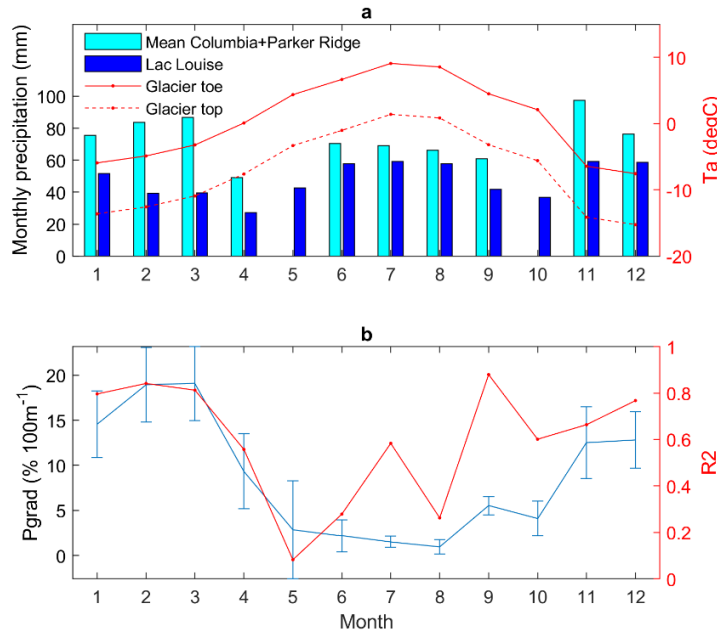 a
Monthly precipitation (mm)
100
80
60
40
20
0
Mean Columbia+Parker Ridge
Lac Louise
Glacier toe
Glacier top
10
0
-10
-20
Ta (degC)
1 2 3 4 5 6 7 8 9 10 11 12
b
Pgrad (% 100m⁻¹)
20
15
10
5
0
1
0.8
0.6
0.4
0.2
0
R2
1 2 3 4 5 6 7 8 9 10 11 12
Month